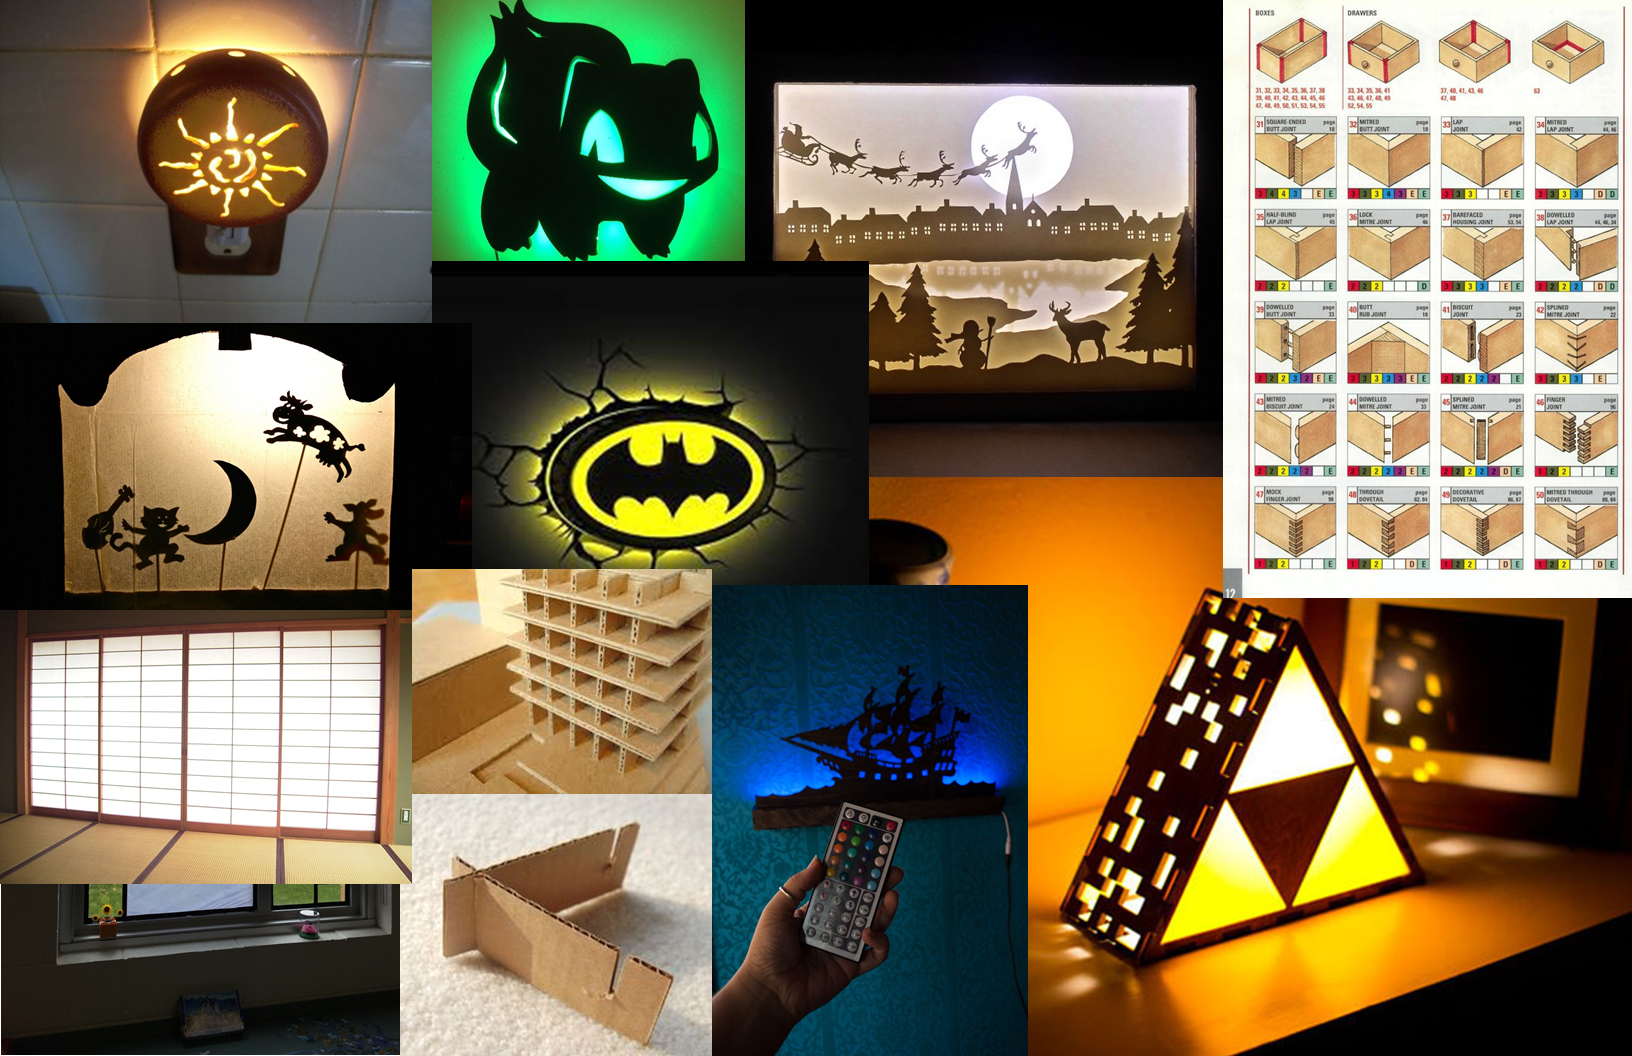 BOXES
DRAWERS
31, 32, 33, 34, 35, 36, 37, 38
39, 40, 41, 42, 43, 44, 45, 46
47, 48, 49, 50, 51, 53, 54, 55
33, 34, 35, 36, 41
43, 46, 47, 48, 49
52, 54, 55
37, 40, 41, 43, 46
47, 48
63
31 SQUARE-ENDED BUTT JOINT page 18
32 MITRED BUTT JOINT page 19
33 LAP JOINT page 42
34 MITRED LAP JOINT page 44, 46
35 HALF-BLIND LAP JOINT page 45
36 LOCK MITRE JOINT page 46
37 BAREFACED HOUSING JOINT page 53, 54
38 DOWELLED LAP JOINT page 44, 46, 34
39 DOWELLED BUTT JOINT page 33
40 BUTT RUB JOINT page 18
41 BISCUIT JOINT page 23
42 SPLINED MITRE JOINT page 22
43 MITRED BISCUIT JOINT page 24
44 DOWELLED MITRE JOINT page 33
45 SPLINED MITRE JOINT page 21
46 FINGER JOINT page 96
47 MOCK FINGER JOINT page 98
48 THROUGH DOVETAIL page 82, 84
49 DECORATIVE DOVETAIL page 86, 87
50 MITRED THROUGH DOVETAIL page 88, 84
12